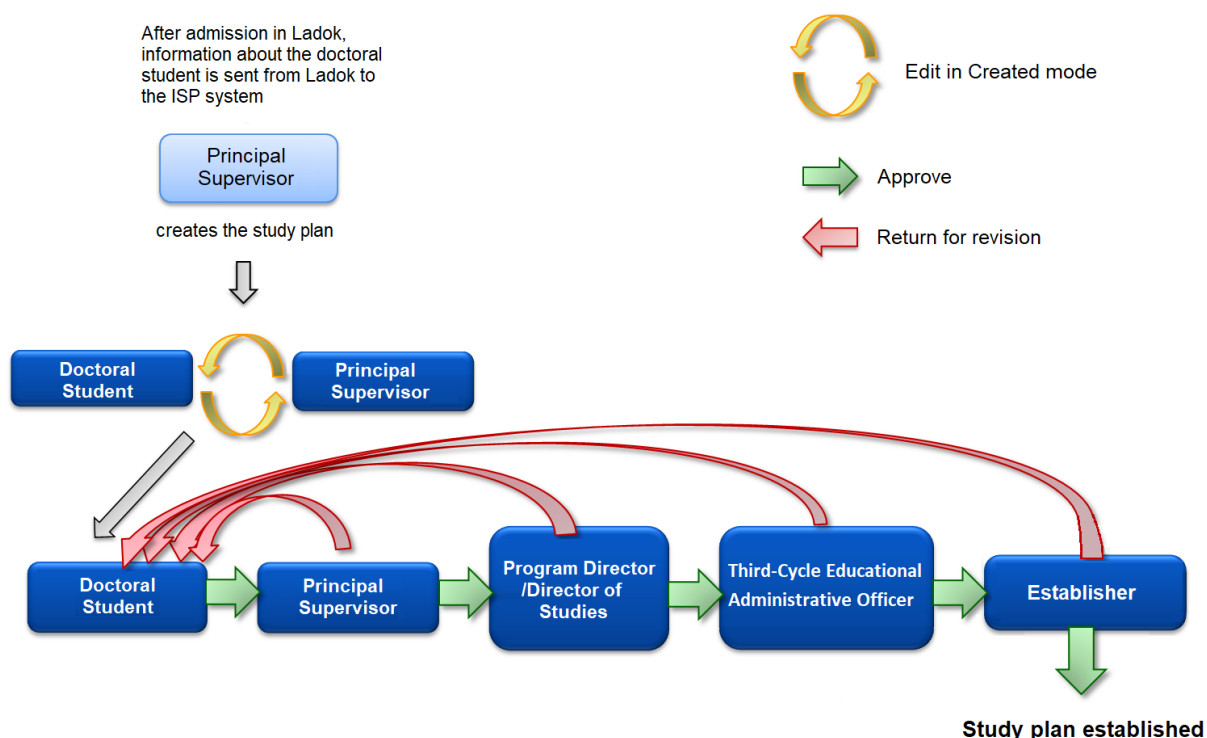 After admission in Ladok,
information about the doctoral
student is sent from Ladok to
the ISP system
Principal
Supervisor
creates the study plan
Edit in Created mode
Approve
Return for revision
Doctoral
Student
Principal
Supervisor
Doctoral
Student
Principal
Supervisor
Program Director
/Director of
Studies
Third-Cycle Educational
Administrative Officer
Establisher
Study plan established